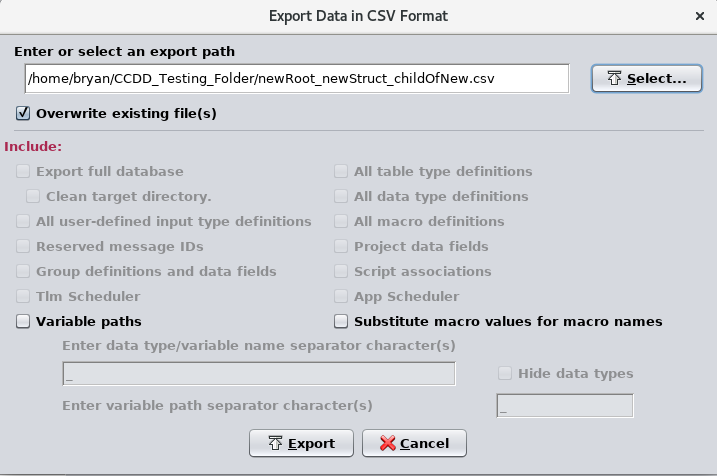 Export Data in CSV Format
Enter or select an export path
/home/bryan/CCDD_Testing_Folder/newRoot_newStruct_childOfNew.csv
Select...
Overwrite existing file(s)
Include:
Export full database
All table type definitions
Clean target directory.
All data type definitions
All user-defined input type definitions
All macro definitions
Reserved message IDs
Project data fields
Group definitions and data fields
Script associations
Tlm Scheduler
App Scheduler
Variable paths
Substitute macro values for macro names
Enter data type/variable name separator character(s)
_
Hide data types
Enter variable path separator character(s)
_
Export
Cancel